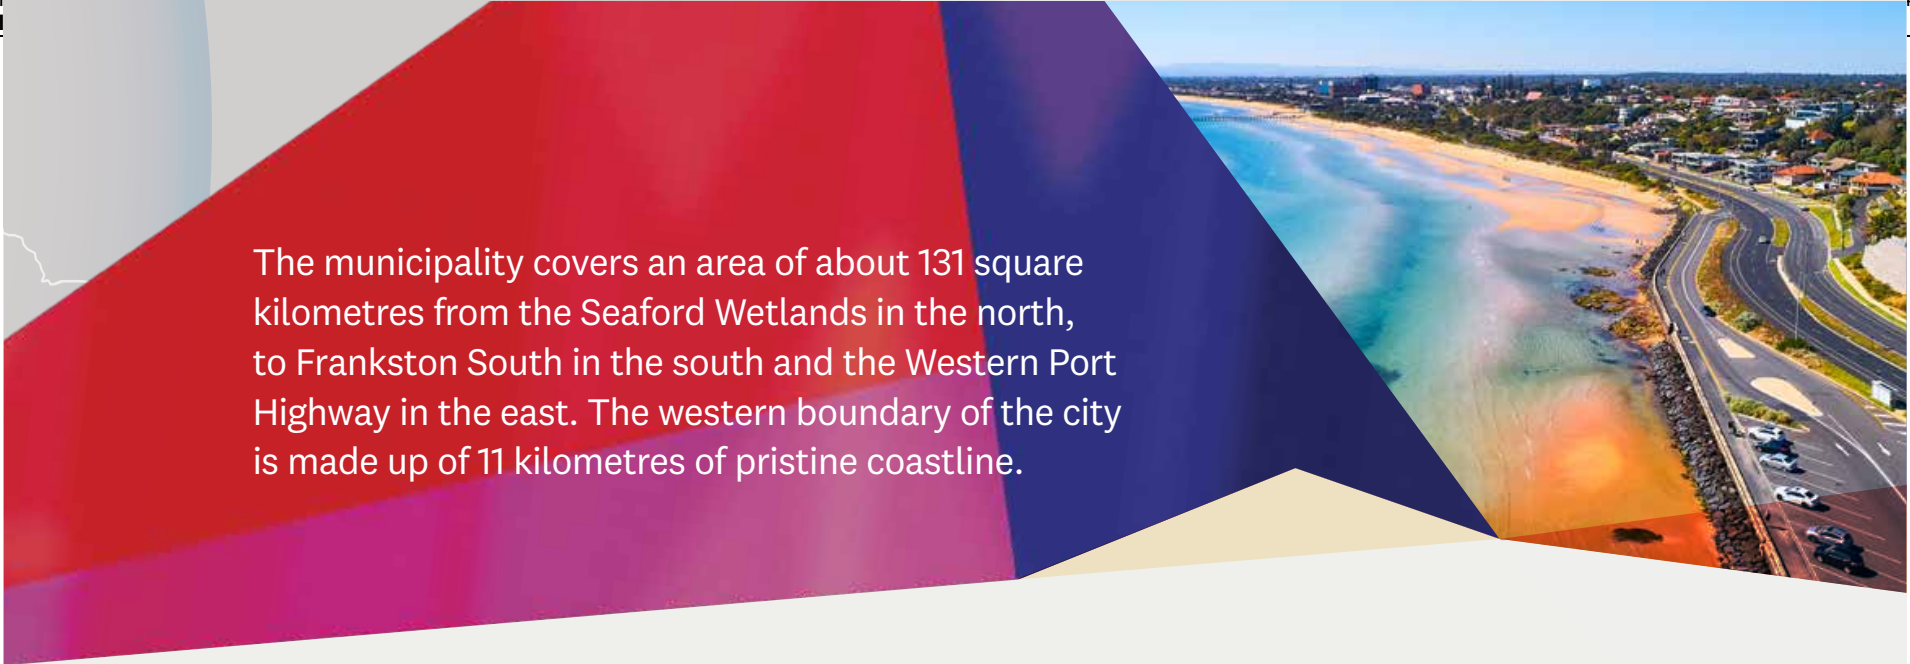 The municipality covers an area of about 131 square
kilometres from the Seaford Wetlands in the north,
to Frankston South in the south and the Western Port
Highway in the east. The western boundary of the city
is made up of 11 kilometres of pristine coastline.